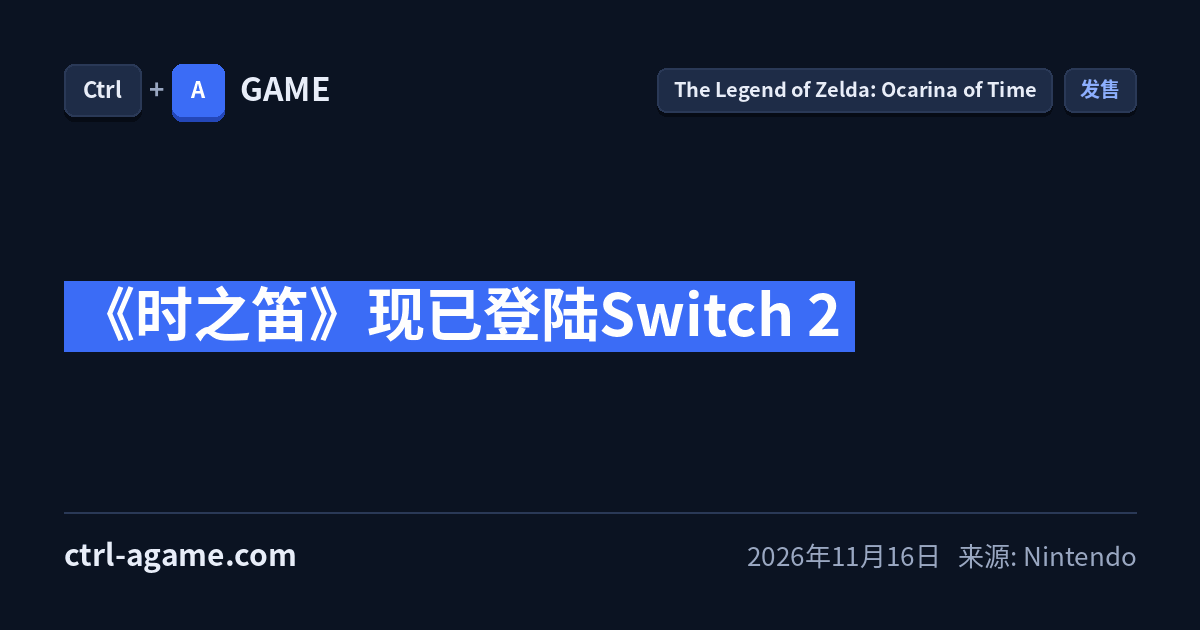 Ctrl + A GAME
The Legend of Zelda: Ocarina of Time
发售
《时之笛》现已登陆Switch 2
ctrl-agame.com
2026年11月16日 来源: Nintendo